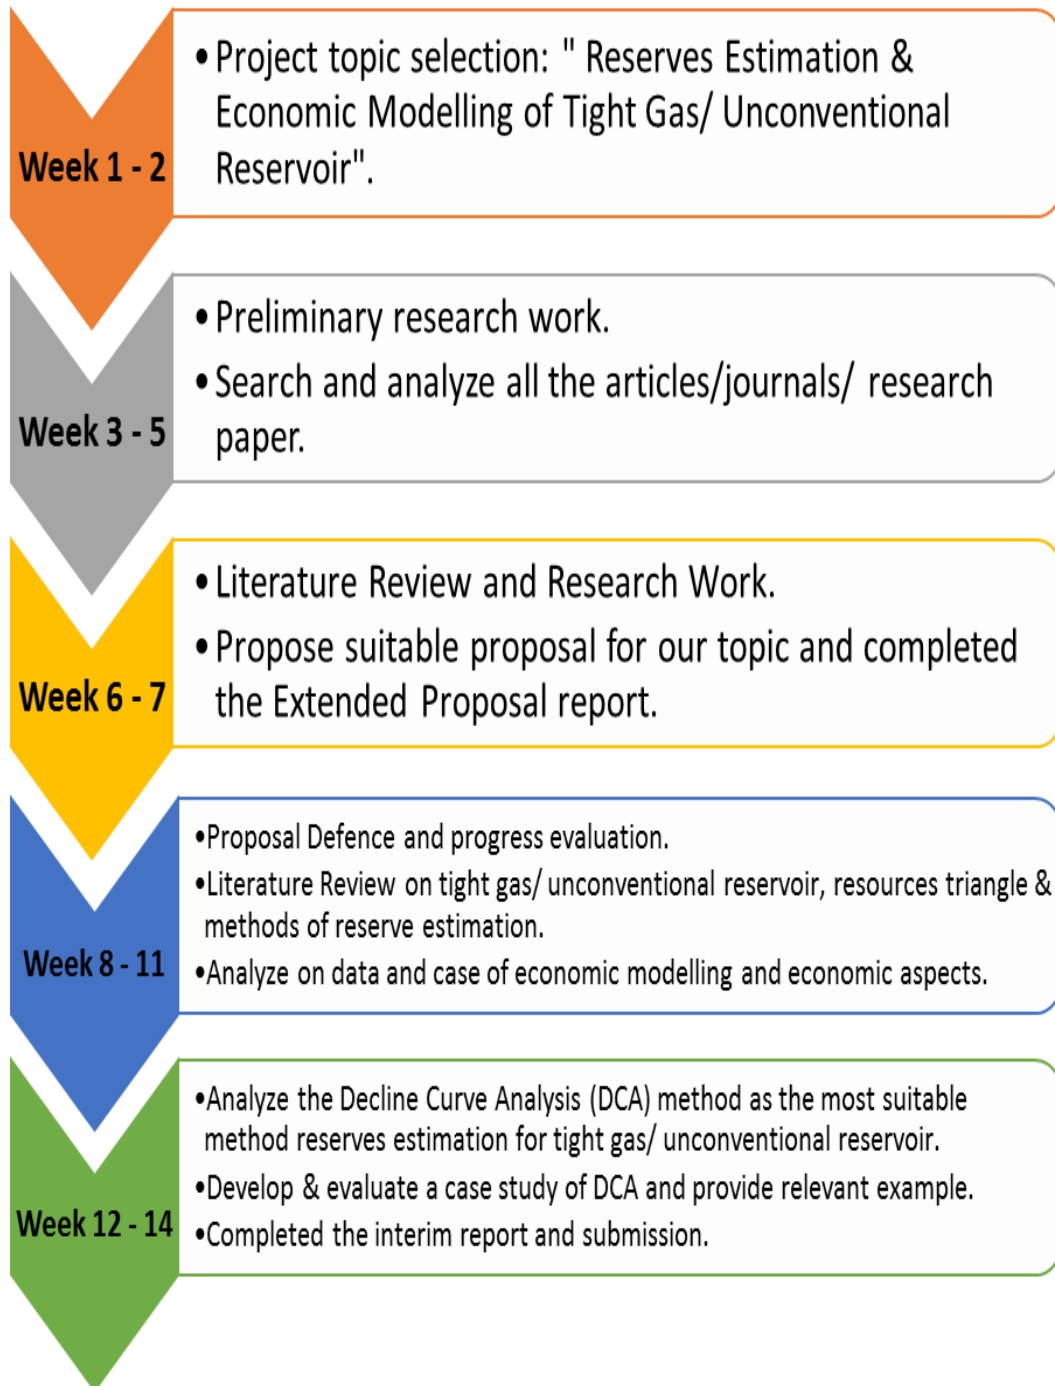 Week 1 - 2
• Project topic selection: " Reserves Estimation &
Economic Modelling of Tight Gas/ Unconventional
Reservoir".
Week 3 - 5
• Preliminary research work.
• Search and analyze all the articles/journals/ research
paper.
Week 6 - 7
• Literature Review and Research Work.
• Propose suitable proposal for our topic and completed
the Extended Proposal report.
Week 8 - 11
•Proposal Defence and progress evaluation.
•Literature Review on tight gas/ unconventional reservoir, resources triangle &
methods of reserve estimation.
•Analyze on data and case of economic modelling and economic aspects.
Week 12 - 14
•Analyze the Decline Curve Analysis (DCA) method as the most suitable
method reserves estimation for tight gas/ unconventional reservoir.
•Develop & evaluate a case study of DCA and provide relevant example.
•Completed the interim report and submission.